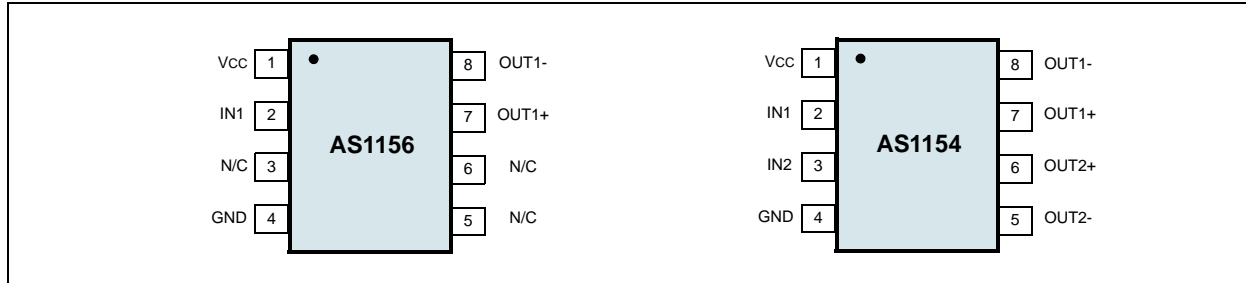 Vcc 1 8 OUT1-
IN1 2 7 OUT1+
N/C 3 6 N/C
GND 4 5 N/C
AS1156
Vcc 1 8 OUT1-
IN1 2 7 OUT1+
IN2 3 6 OUT2+
GND 4 5 OUT2-
AS1154